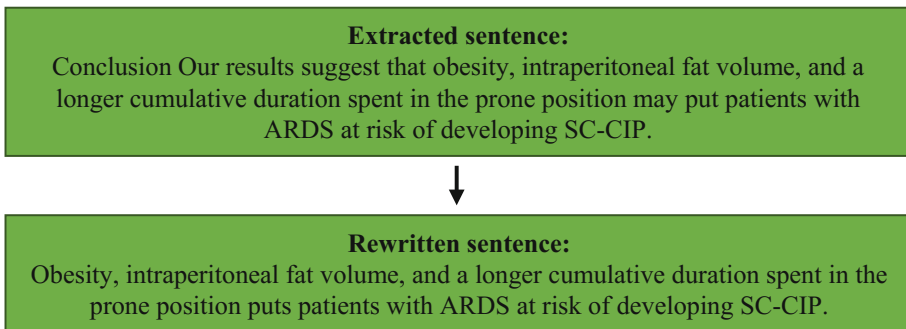 Extracted sentence:
Conclusion Our results suggest that obesity, intraperitoneal fat volume, and a
longer cumulative duration spent in the prone position may put patients with
ARDS at risk of developing SC-CIP.
Rewritten sentence:
Obesity, intraperitoneal fat volume, and a longer cumulative duration spent in the
prone position puts patients with ARDS at risk of developing SC-CIP.